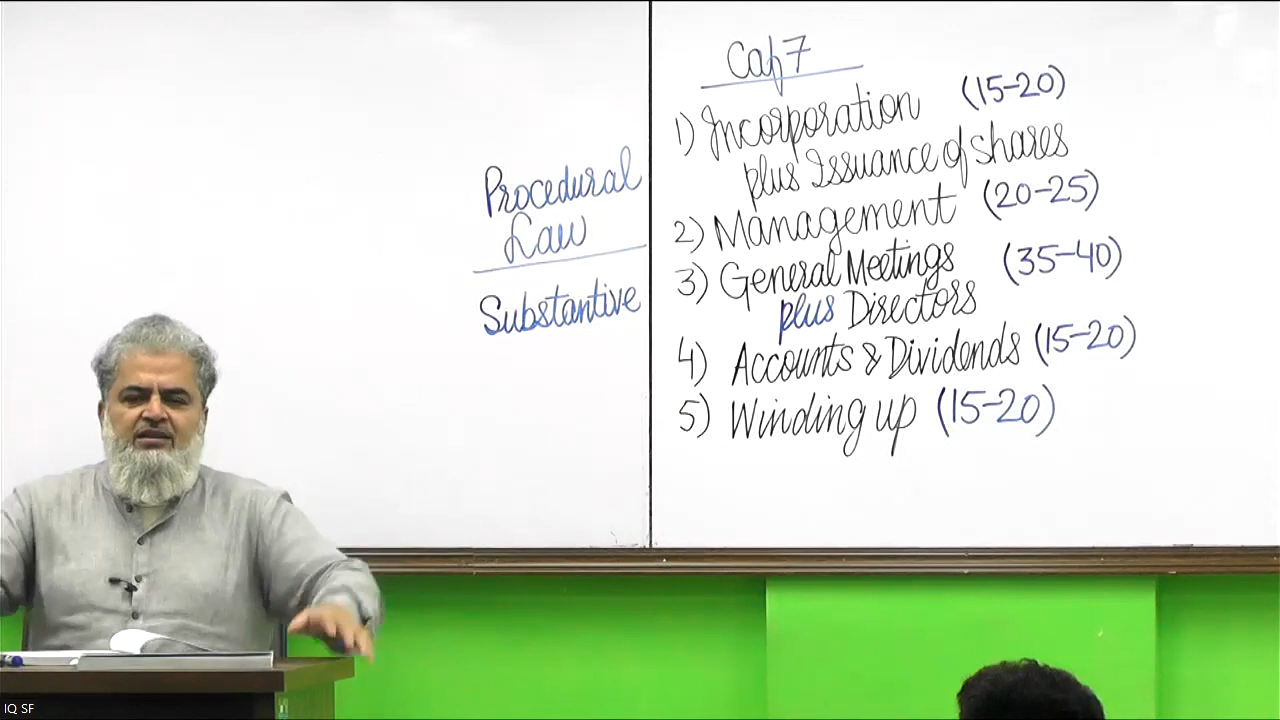 Caf 7
1) Incorporation (15-20)
plus Issuance of shares
2) Management (20-25)
3) General Meetings (35-40)
plus Directors
4) Accounts & Dividends (15-20)
5) Winding up (15-20)
Procedural
Law
Substantive
IQ SF